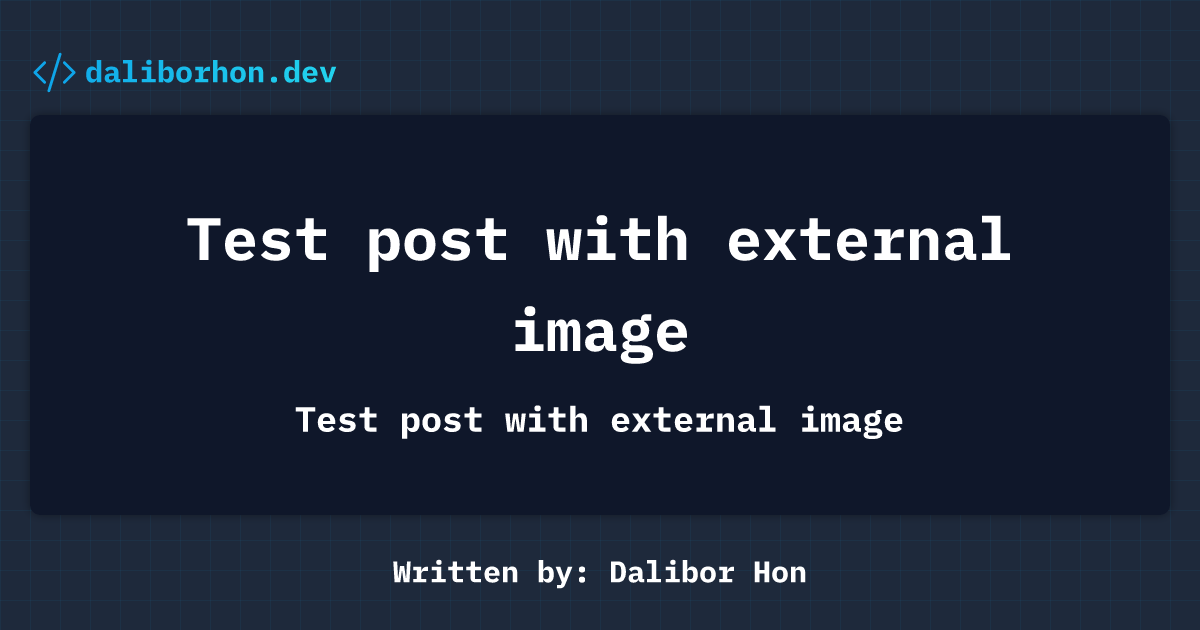 </> daliborhon.dev
Test post with external
image
Test post with external image
Written by: Dalibor Hon